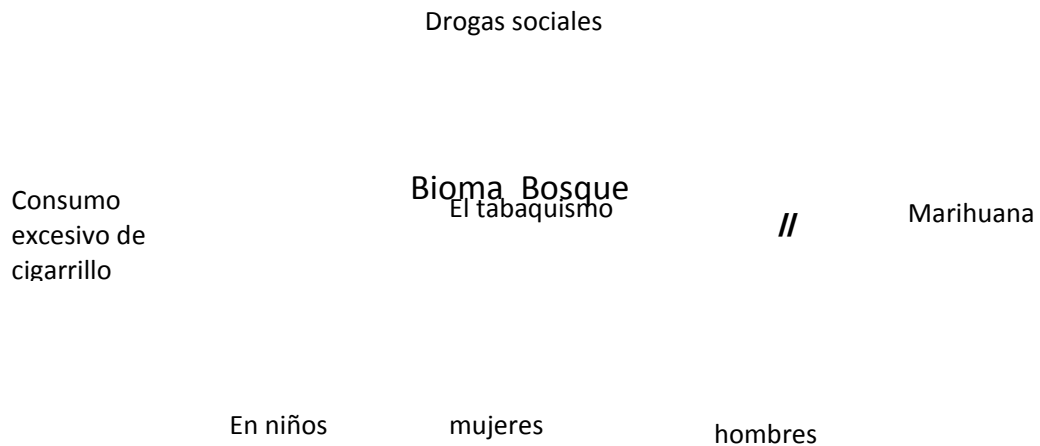 Drogas sociales
Bioma Bosque
El tabaquismo
Consumo
excesivo de
cigarrillo
//
Marihuana
En niños
mujeres
hombres